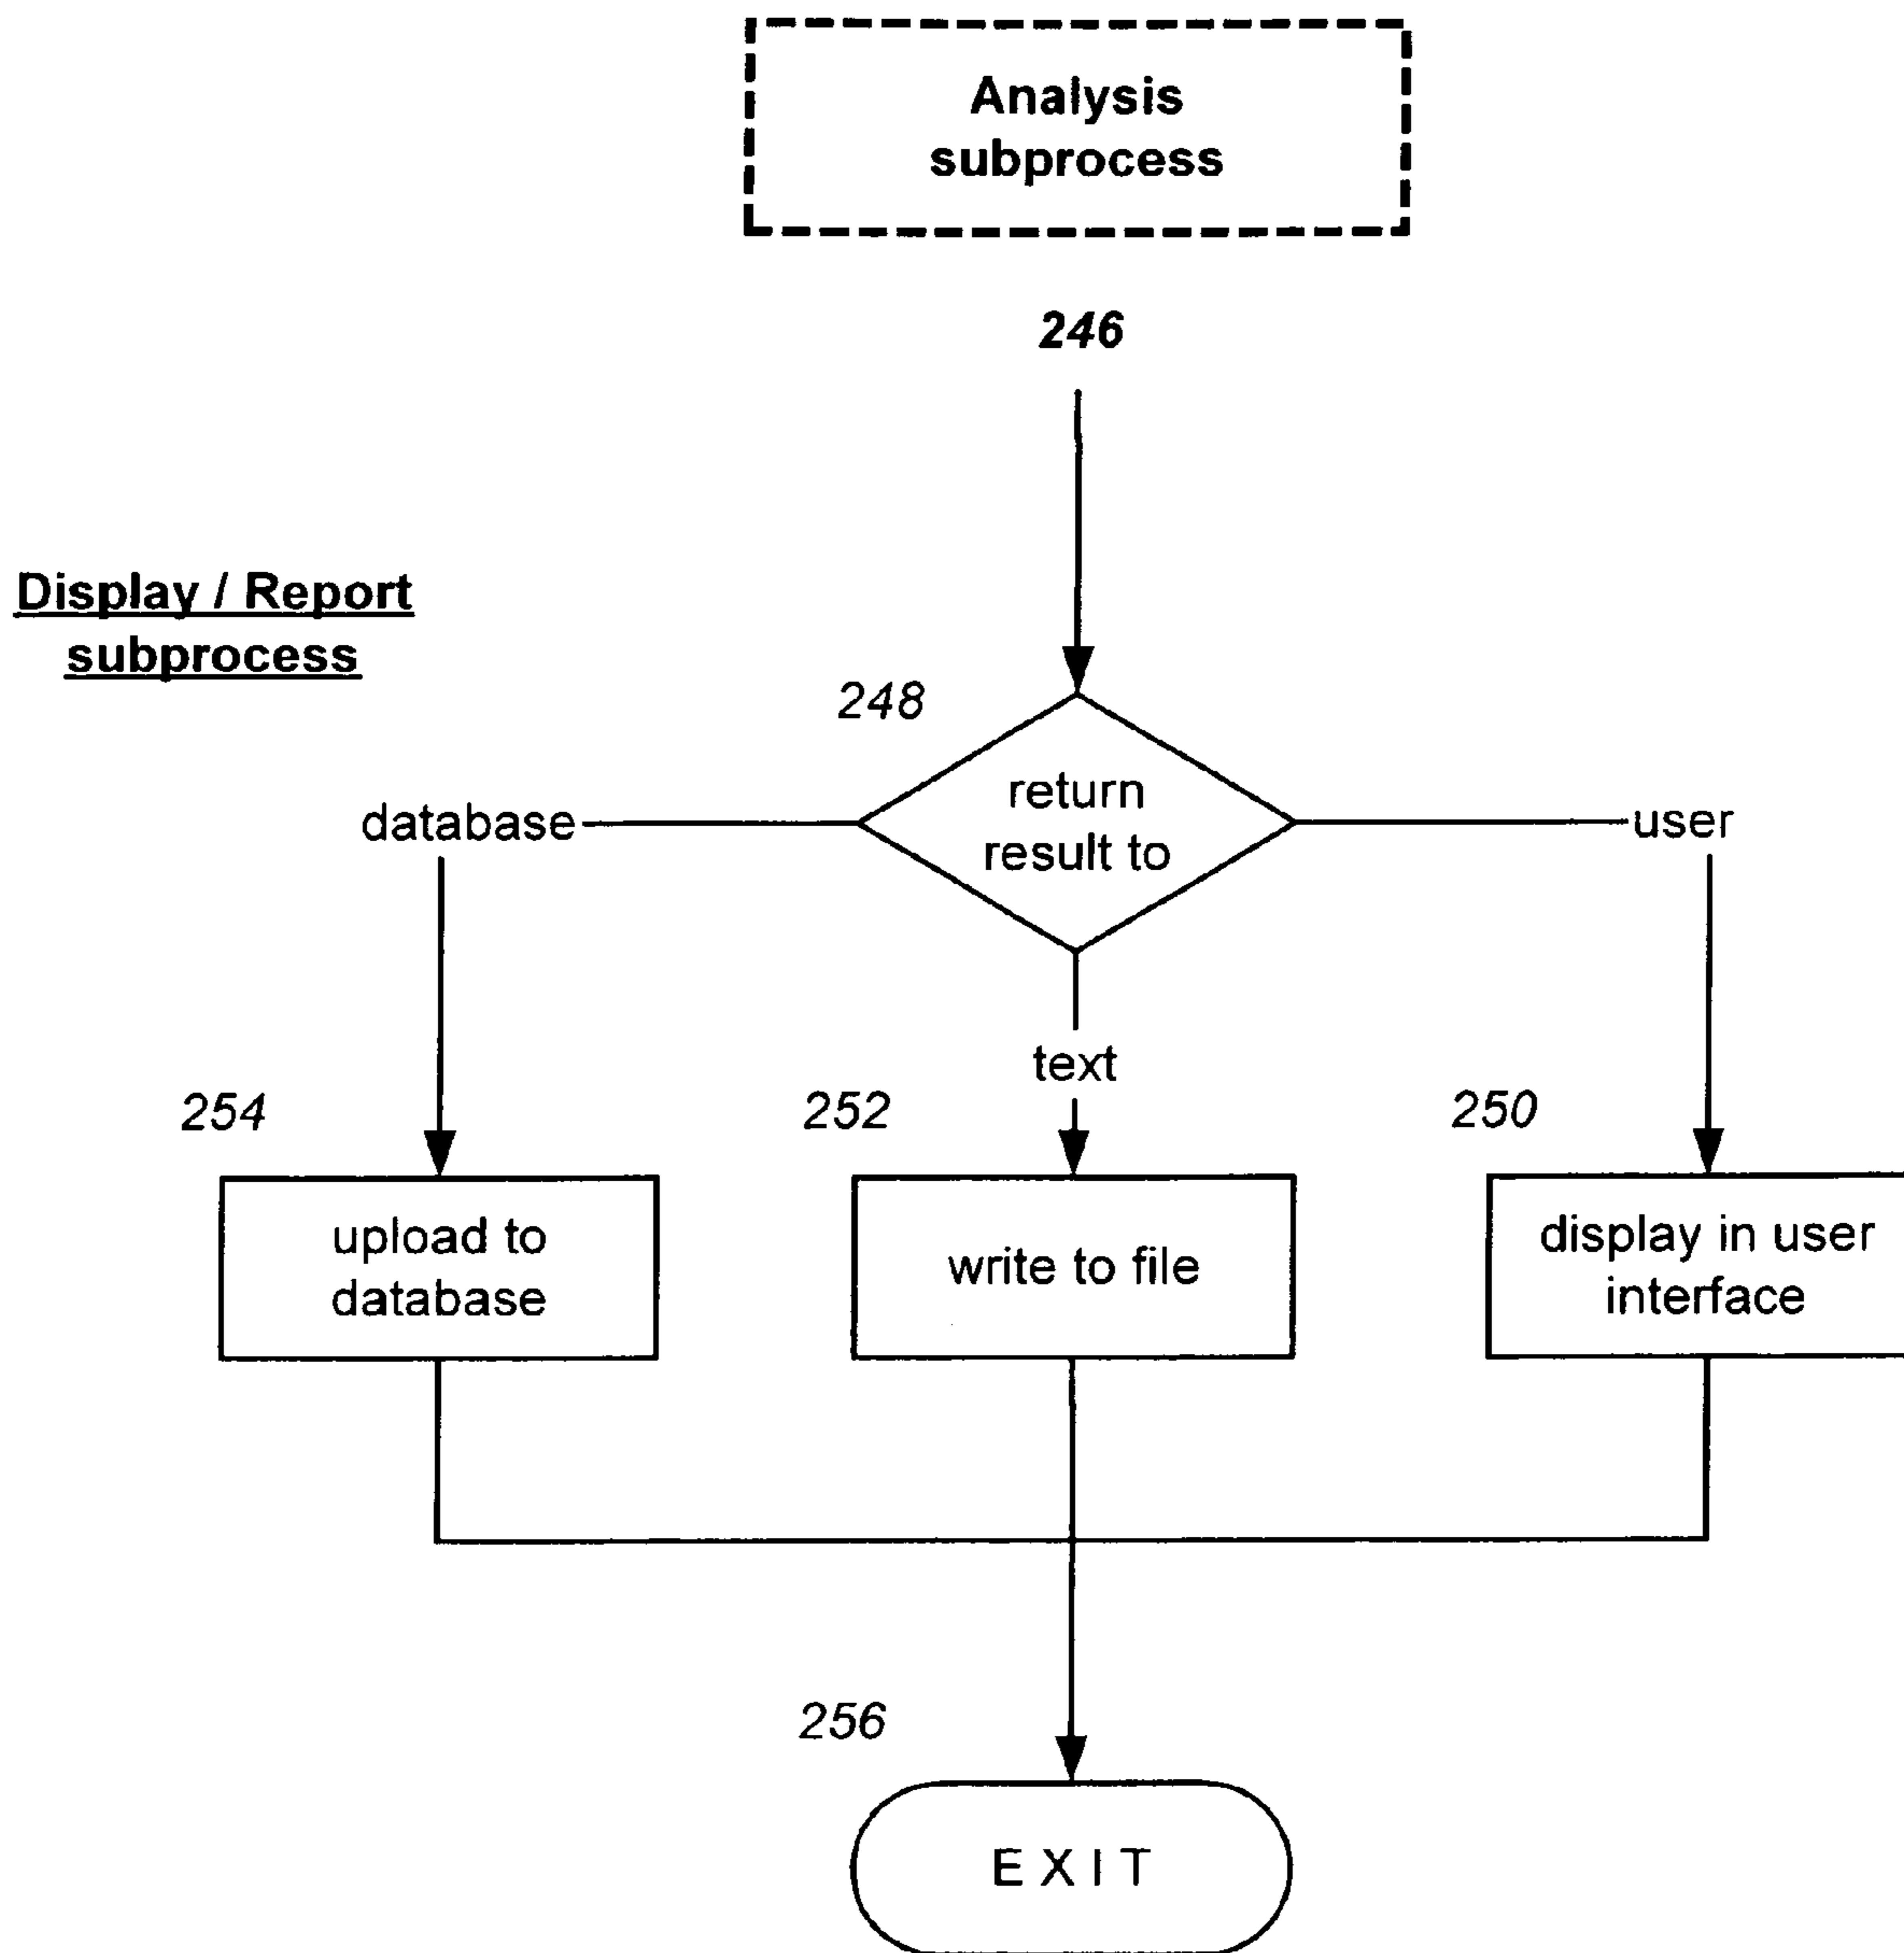 Analysis
subprocess
246
Display / Report
subprocess
248
return
result to
database
user
text
254
252
250
upload to
database
write to file
display in user
interface
256
E X I T